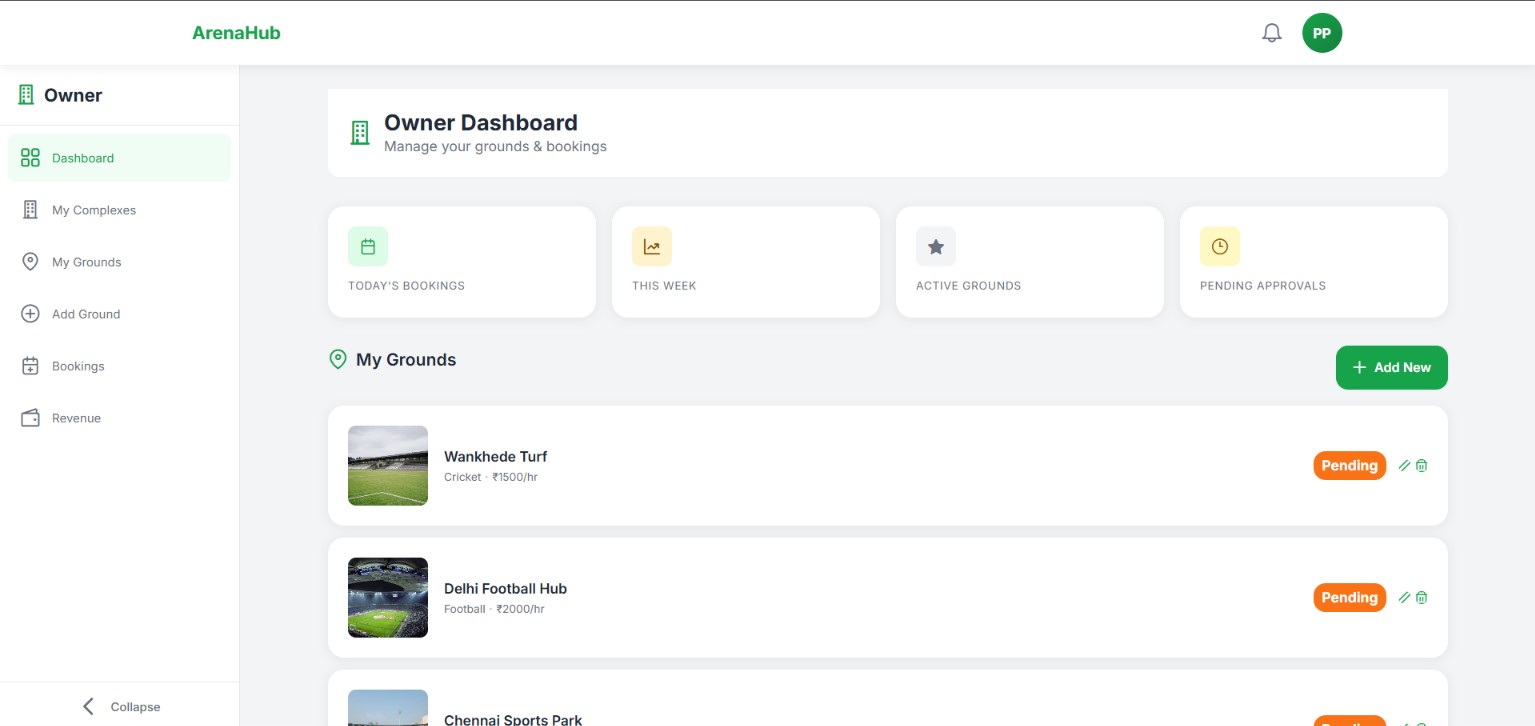 ArenaHub
PP
Owner
Dashboard
My Complexes
My Grounds
Add Ground
Bookings
Revenue
Collapse
Owner Dashboard
Manage your grounds & bookings
TODAY'S BOOKINGS
THIS WEEK
ACTIVE GROUNDS
PENDING APPROVALS
My Grounds
Add New
Wankhede Turf
Cricket · ₹1500/hr
Pending
Delhi Football Hub
Football · ₹2000/hr
Pending
Chennai Sports Park